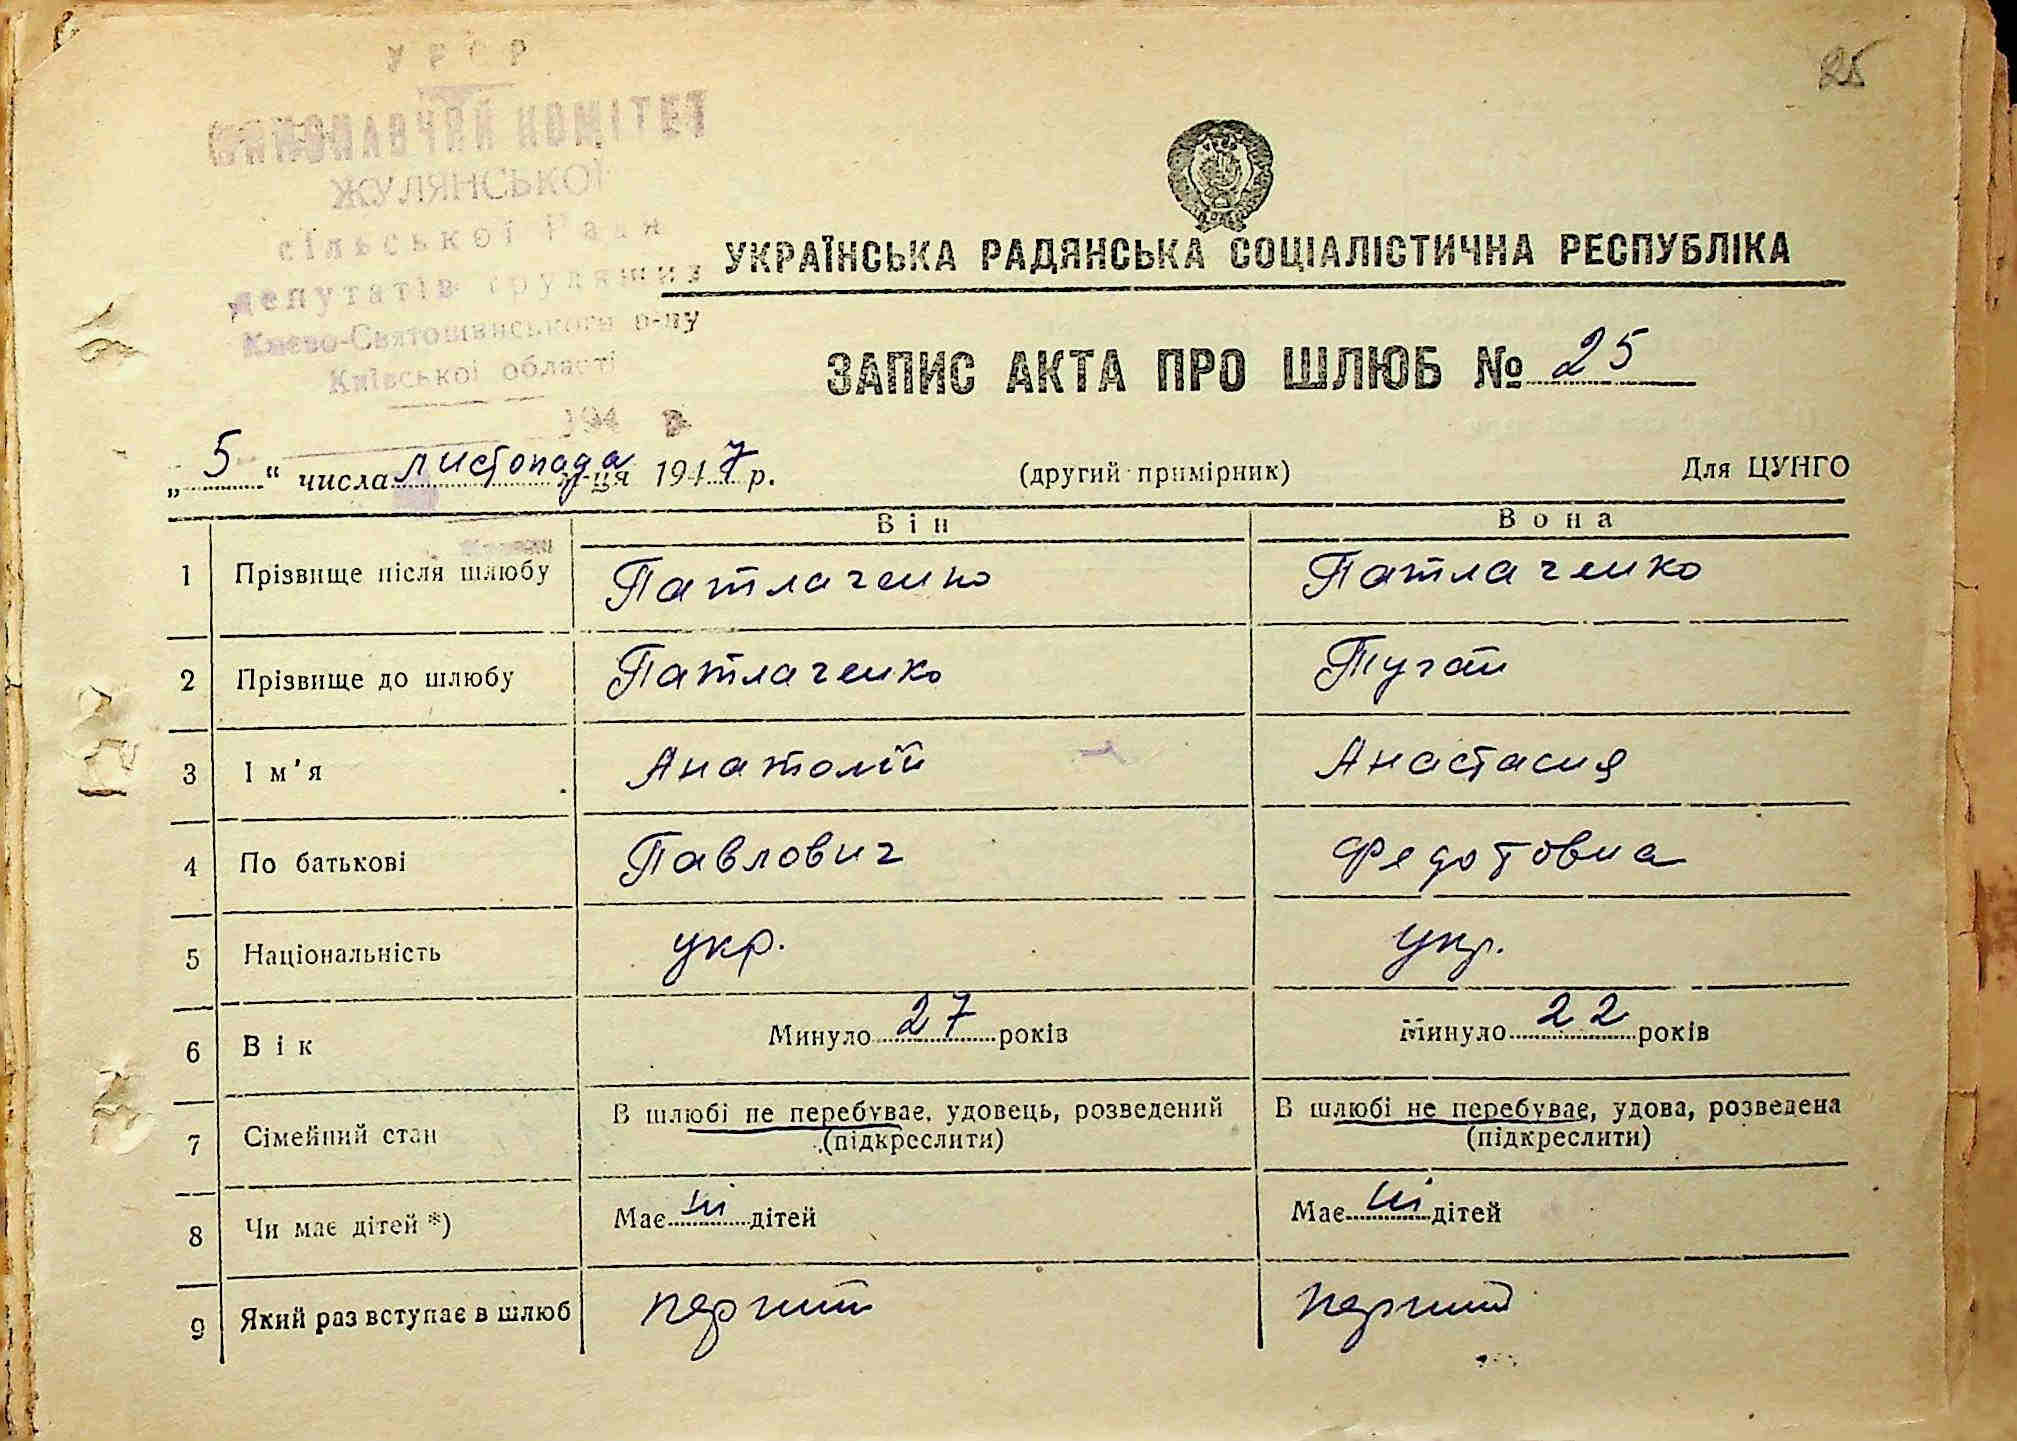 25
УРСР
ВИКОНАВЧИЙ КОМІТЕТ
ЖУЛЯНСЬКОЇ
сільської Ради
депутатів трудящих
Києво-Святошинського р-ну
Київської області
194 р.
УКРАЇНСЬКА РАДЯНСЬКА СОЦІАЛІСТИЧНА РЕСПУБЛІКА
ЗАПИС АКТА ПРО ШЛЮБ № 25
„5“ числа листопада м-ця 1947 р. (другий примірник) Для ЦУНГО
Він Вона
1 Прізвище після шлюбу Патлаченко Патлаченко
2 Прізвище до шлюбу Патлаченко Тугай
3 Ім'я Анатолій Анастасия
4 По батькові Павлович Федотовна
5 Національність укр. укр.
6 Вік Минуло 27 років Минуло 22 років
7 Сімейний стан В шлюбі не перебуває, удовець, розведений В шлюбі не перебуває, удова, розведена
(підкреслити) (підкреслити)
8 Чи має дітей *) Має ні дітей Має ні дітей
9 Який раз вступає в шлюб перший перший